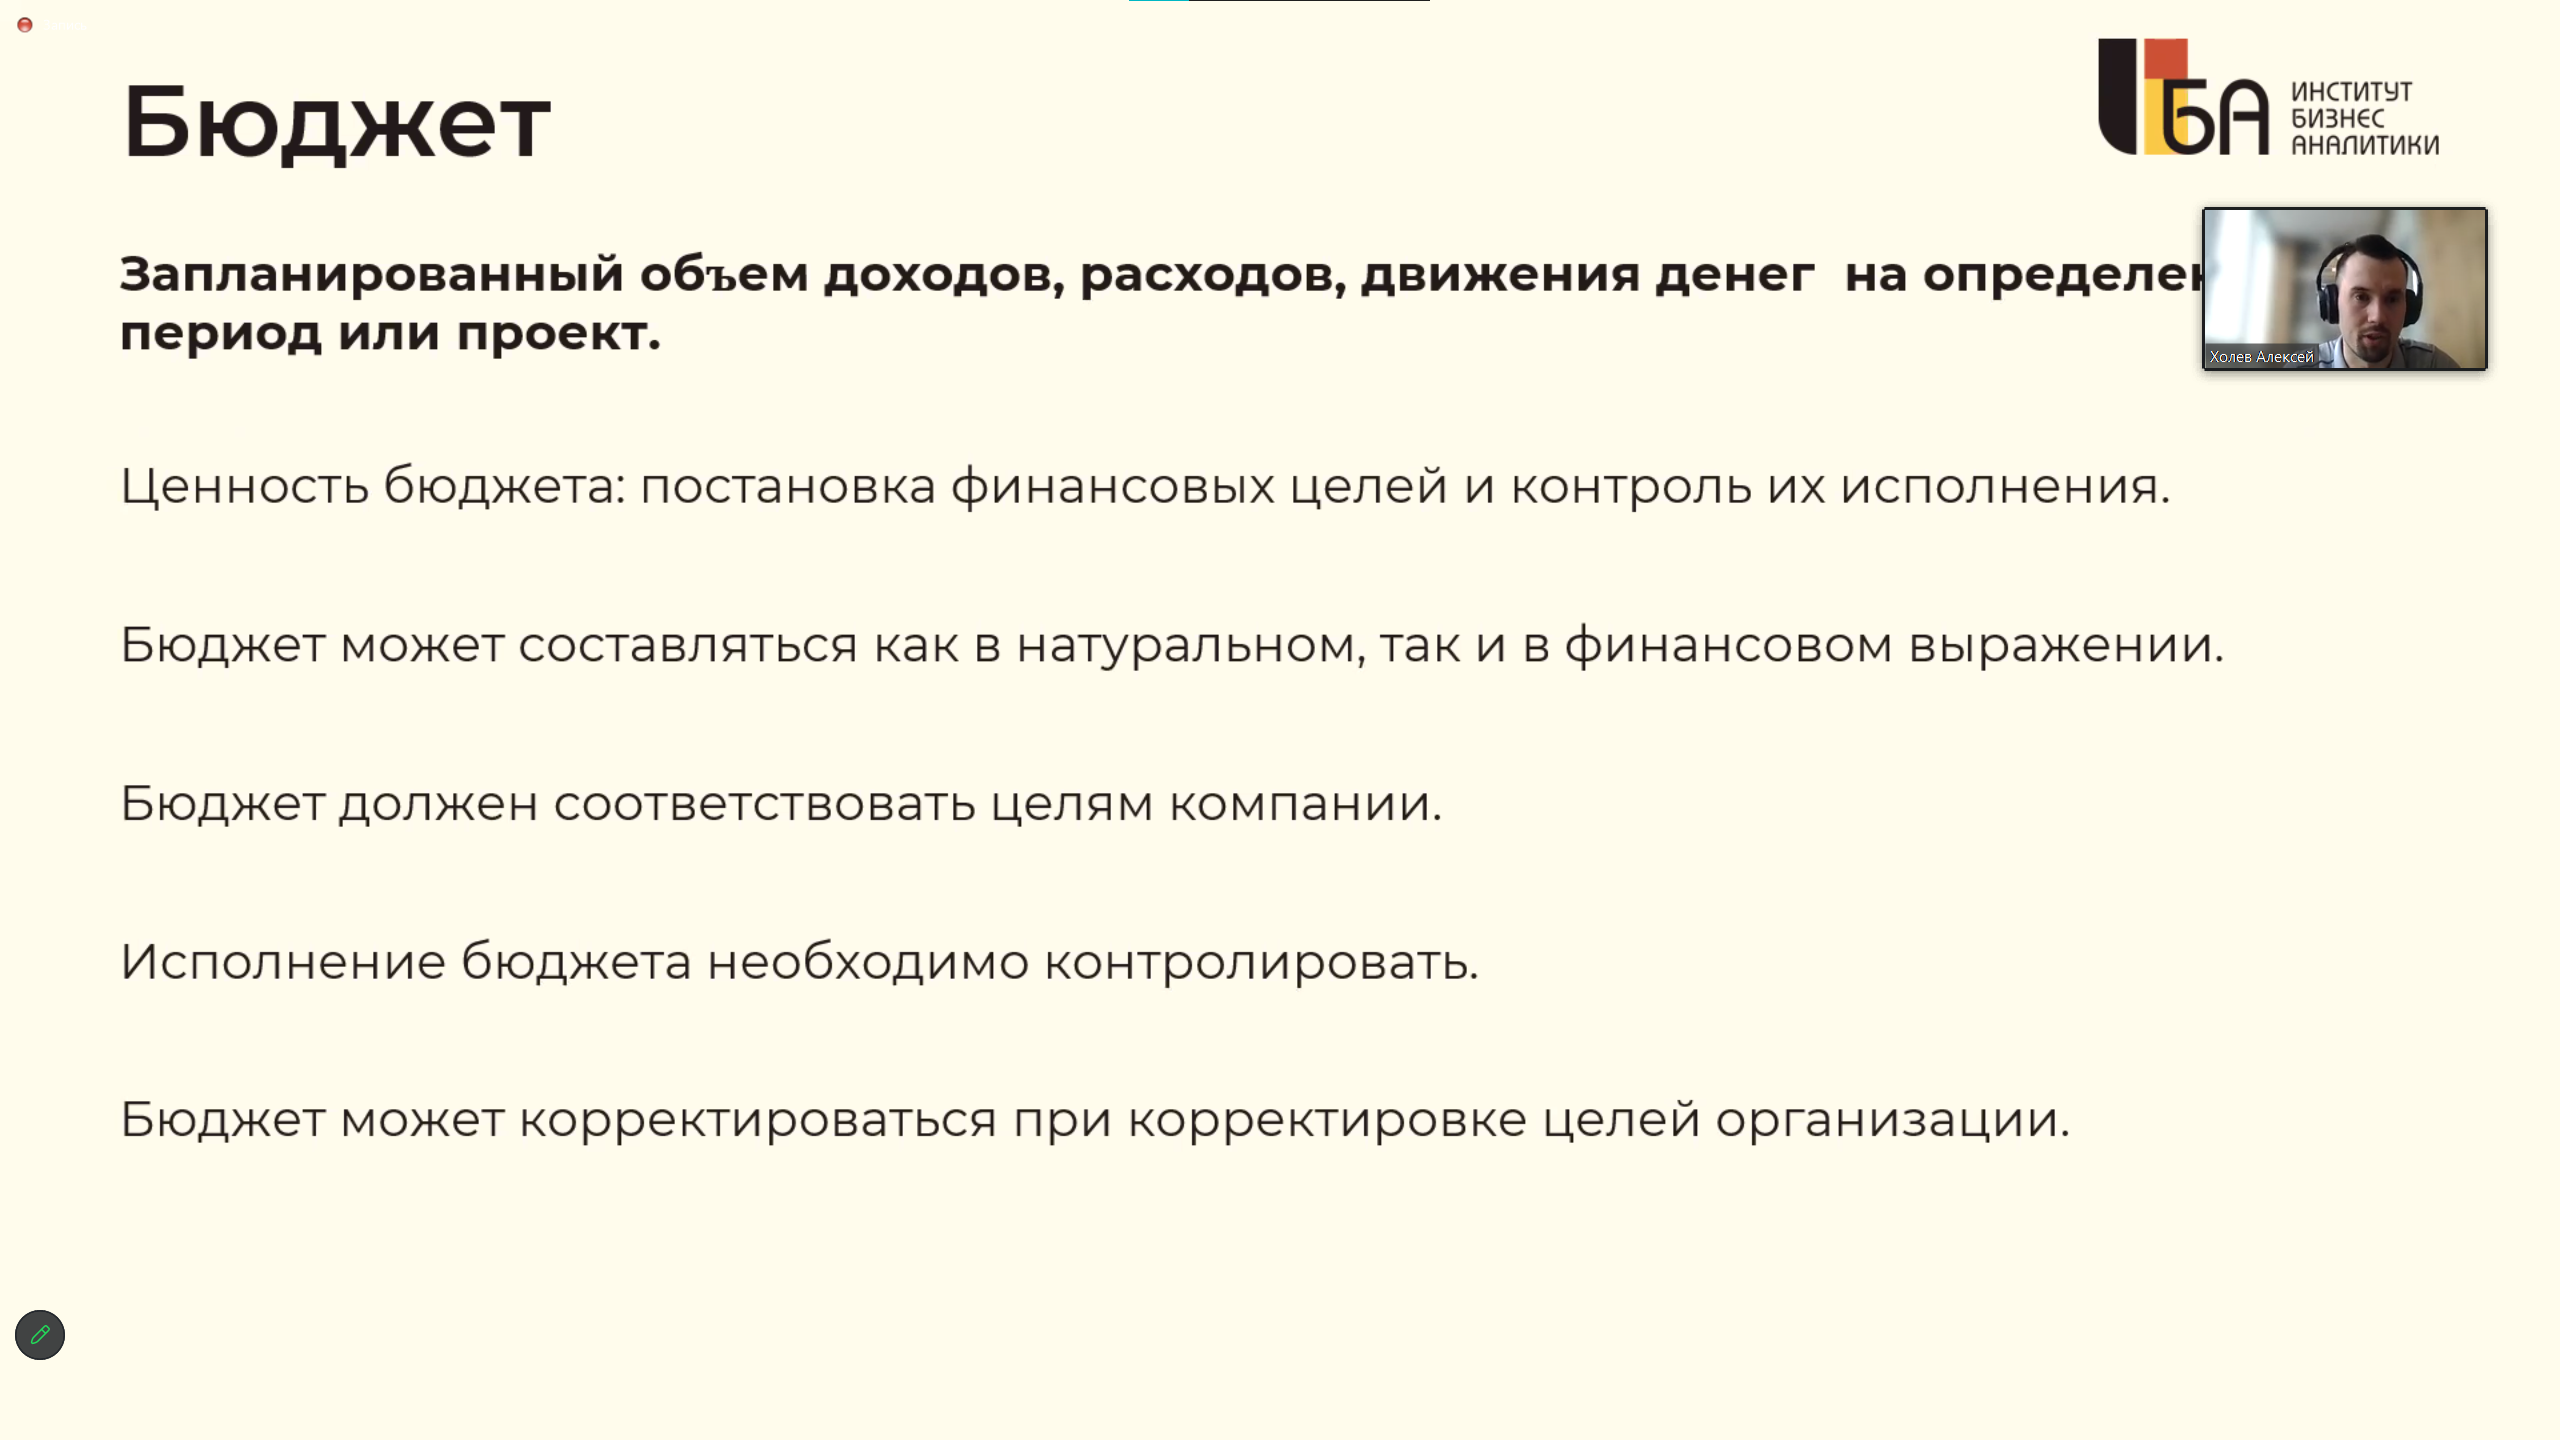 Бюджет
ИНСТИТУТ
БИЗНЕС
АНАЛИТИКИ
БА
Запланированный объем доходов, расходов, движения денег на
период или проект.
Холев Алексей
Ценность бюджета: постановка финансовых целей и контроль их исполнения.
Бюджет может составляться как в натуральном, так и в финансовом выражении.
Бюджет должен соответствовать целям компании.
Исполнение бюджета необходимо контролировать.
Бюджет может корректироваться при корректировке целей организации.